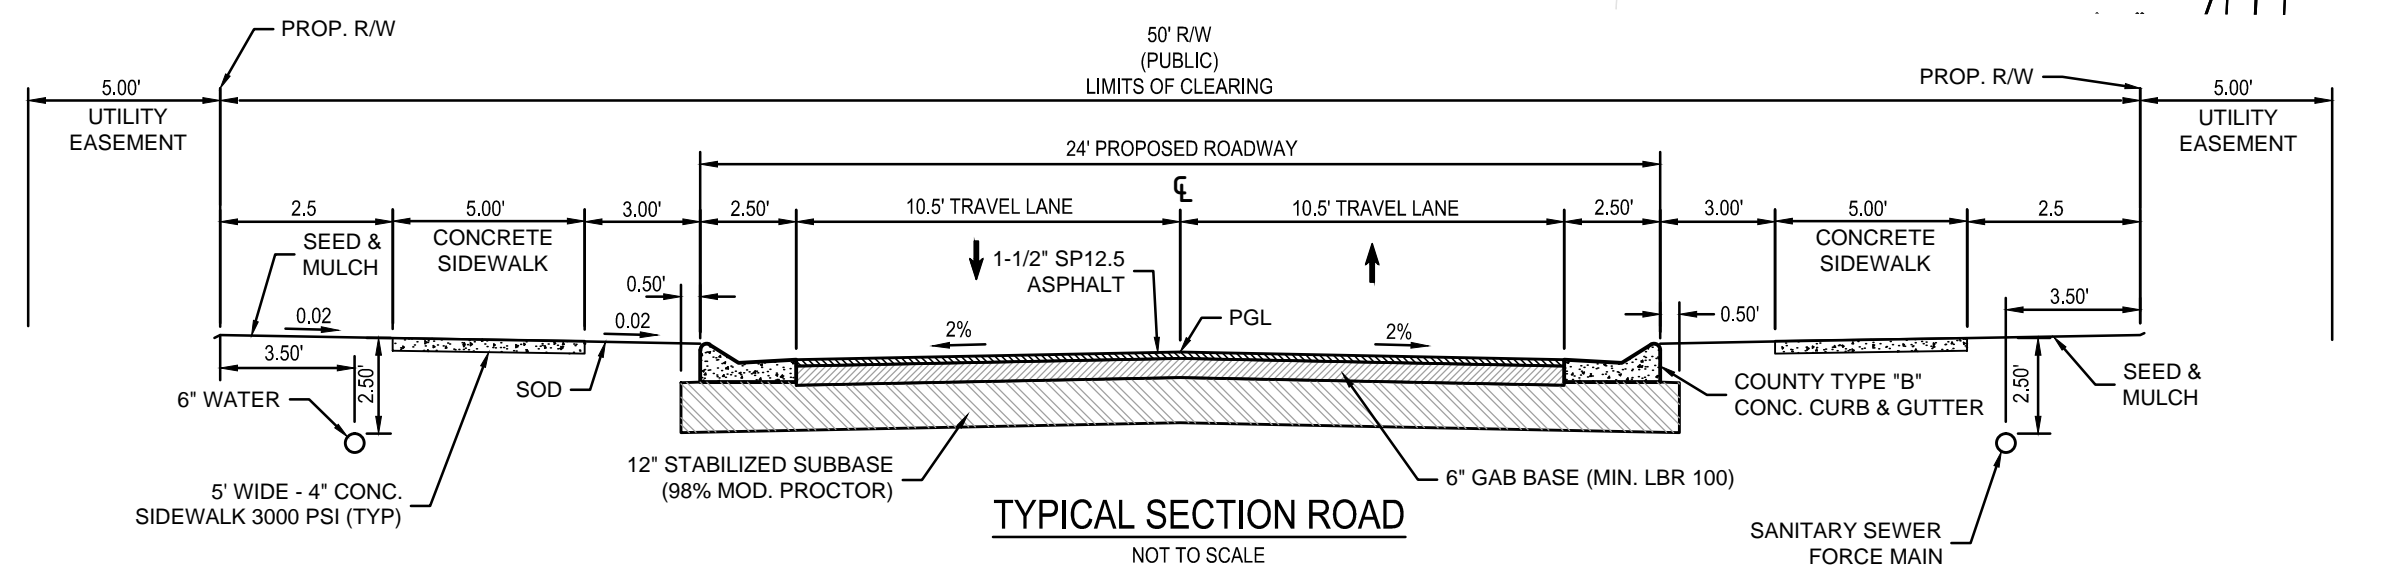 PROP. R/W
50' R/W
(PUBLIC)
LIMITS OF CLEARING
PROP. R/W
5.00'
UTILITY
EASEMENT
5.00'
UTILITY
EASEMENT
24' PROPOSED ROADWAY
CL
2.5
5.00'
3.00'
2.50'
10.5' TRAVEL LANE
10.5' TRAVEL LANE
2.50'
3.00'
5.00'
2.5
SEED &
MULCH
CONCRETE
SIDEWALK
1-1/2" SP12.5
ASPHALT
CONCRETE
SIDEWALK
0.50'
3.50'
0.02
0.02
2%
PGL
2%
0.50'
3.50'
2.50'
6" WATER
SOD
COUNTY TYPE "B"
CONC. CURB & GUTTER
2.50'
SEED &
MULCH
12" STABILIZED SUBBASE
(98% MOD. PROCTOR)
6" GAB BASE (MIN. LBR 100)
5' WIDE - 4" CONC.
SIDEWALK 3000 PSI (TYP)
TYPICAL SECTION ROAD
NOT TO SCALE
SANITARY SEWER
FORCE MAIN